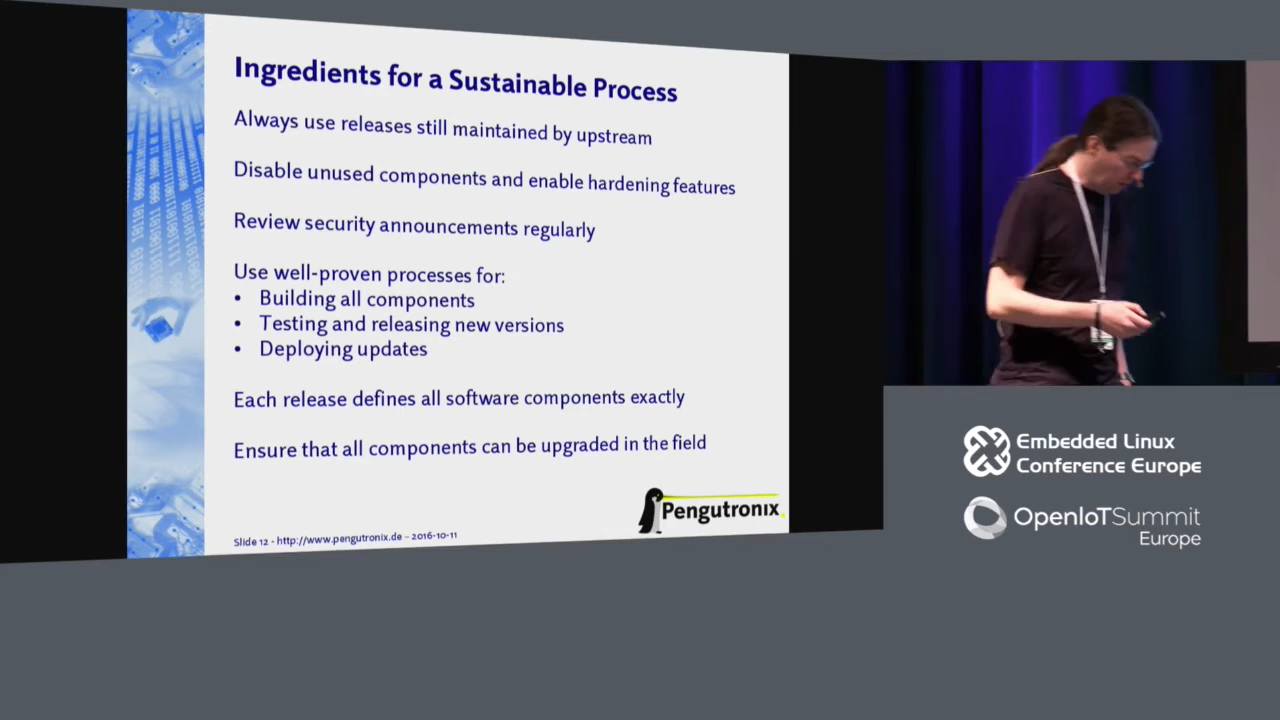 Ingredients for a Sustainable Process
Always use releases still maintained by upstream
Disable unused components and enable hardening features
Review security announcements regularly
Use well-proven processes for:
• Building all components
• Testing and releasing new versions
• Deploying updates
Each release defines all software components exactly
Ensure that all components can be upgraded in the field
Pengutronix
Slide 12 - http://www.pengutronix.de - 2016-10-11
Embedded Linux
Conference Europe
OpenIoTSummit
Europe